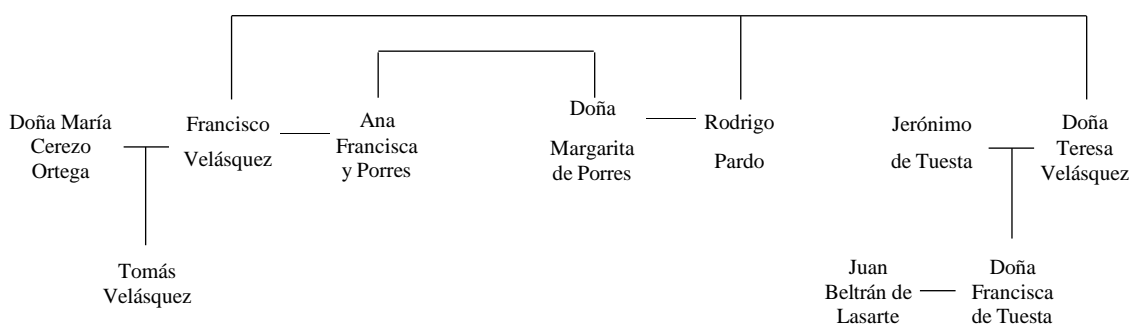 Doña María
Cerezo
Ortega
Francisco
Velásquez
Ana
Francisca
y Porres
Doña
Margarita
de Porres
Rodrigo
Pardo
Jerónimo
de Tuesta
Doña
Teresa
Velásquez
Tomás
Velásquez
Juan
Beltrán de
Lasarte
Doña
Francisca
de Tuesta